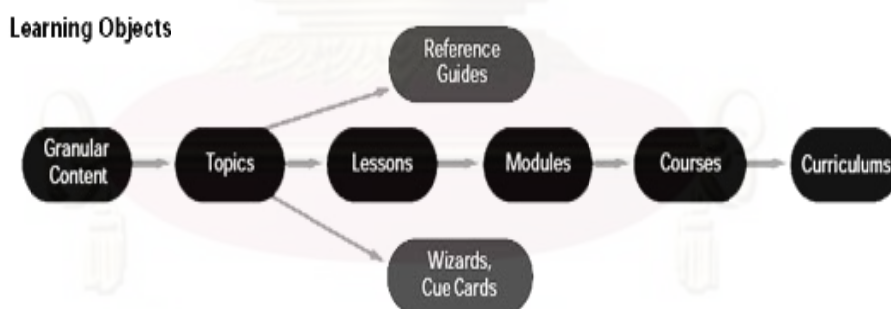 Learning Objects
Reference
Guides
Granular
Content
Topics
Lessons
Modules
Courses
Curriculums
Wizards,
Cue Cards